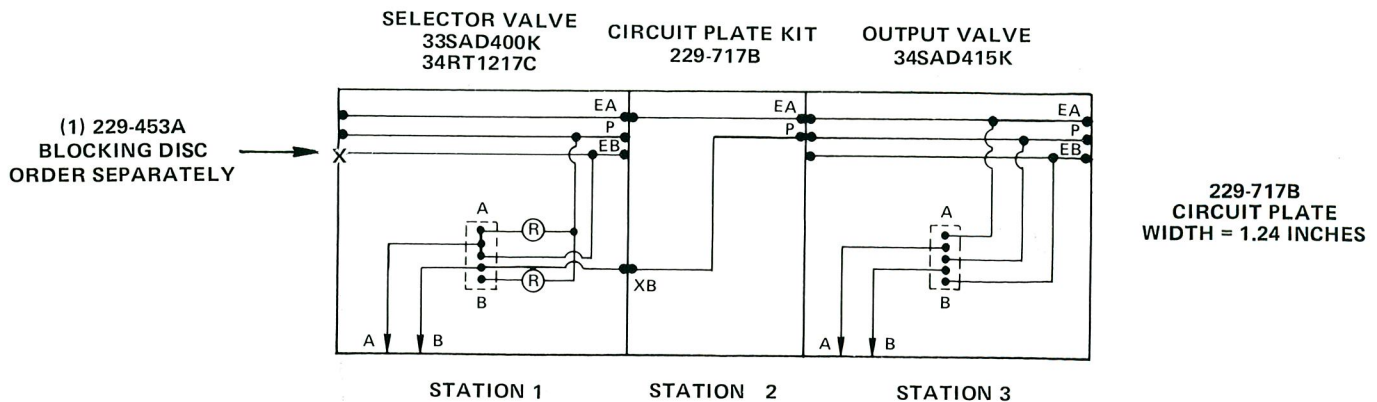 SELECTOR VALVE
33SAD400K
34RT1217C
CIRCUIT PLATE KIT
229-717B
OUTPUT VALVE
34SAD415K
(1) 229-453A
BLOCKING DISC
ORDER SEPARATELY
X
EA
P
EB
A
R
R
B
A
B
EA
P
XB
EA
P
EB
A
B
A
B
229-717B
CIRCUIT PLATE
WIDTH = 1.24 INCHES
STATION 1
STATION 2
STATION 3